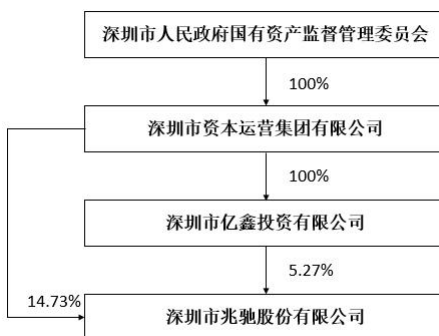 深圳市人民政府国有资产监督管理委员会
100%
深圳市资本运营集团有限公司
100%
深圳市亿鑫投资有限公司
5.27%
14.73%
深圳市兆驰股份有限公司